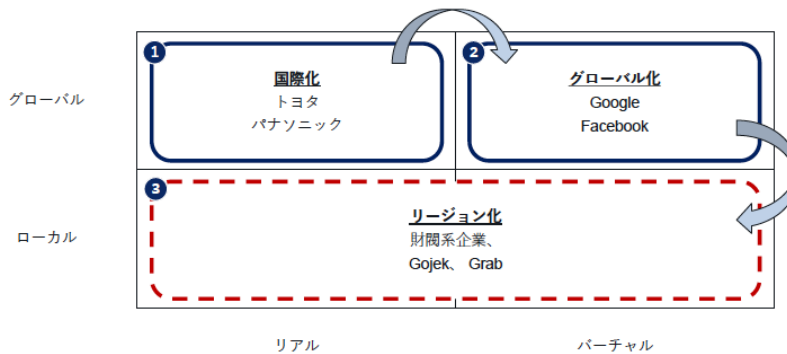 1
国際化
トヨタ
パナソニック
2
グローバル化
Google
Facebook
グローバル
3
リージョン化
財閥系企業、
Gojek、 Grab
ローカル
リアル
バーチャル